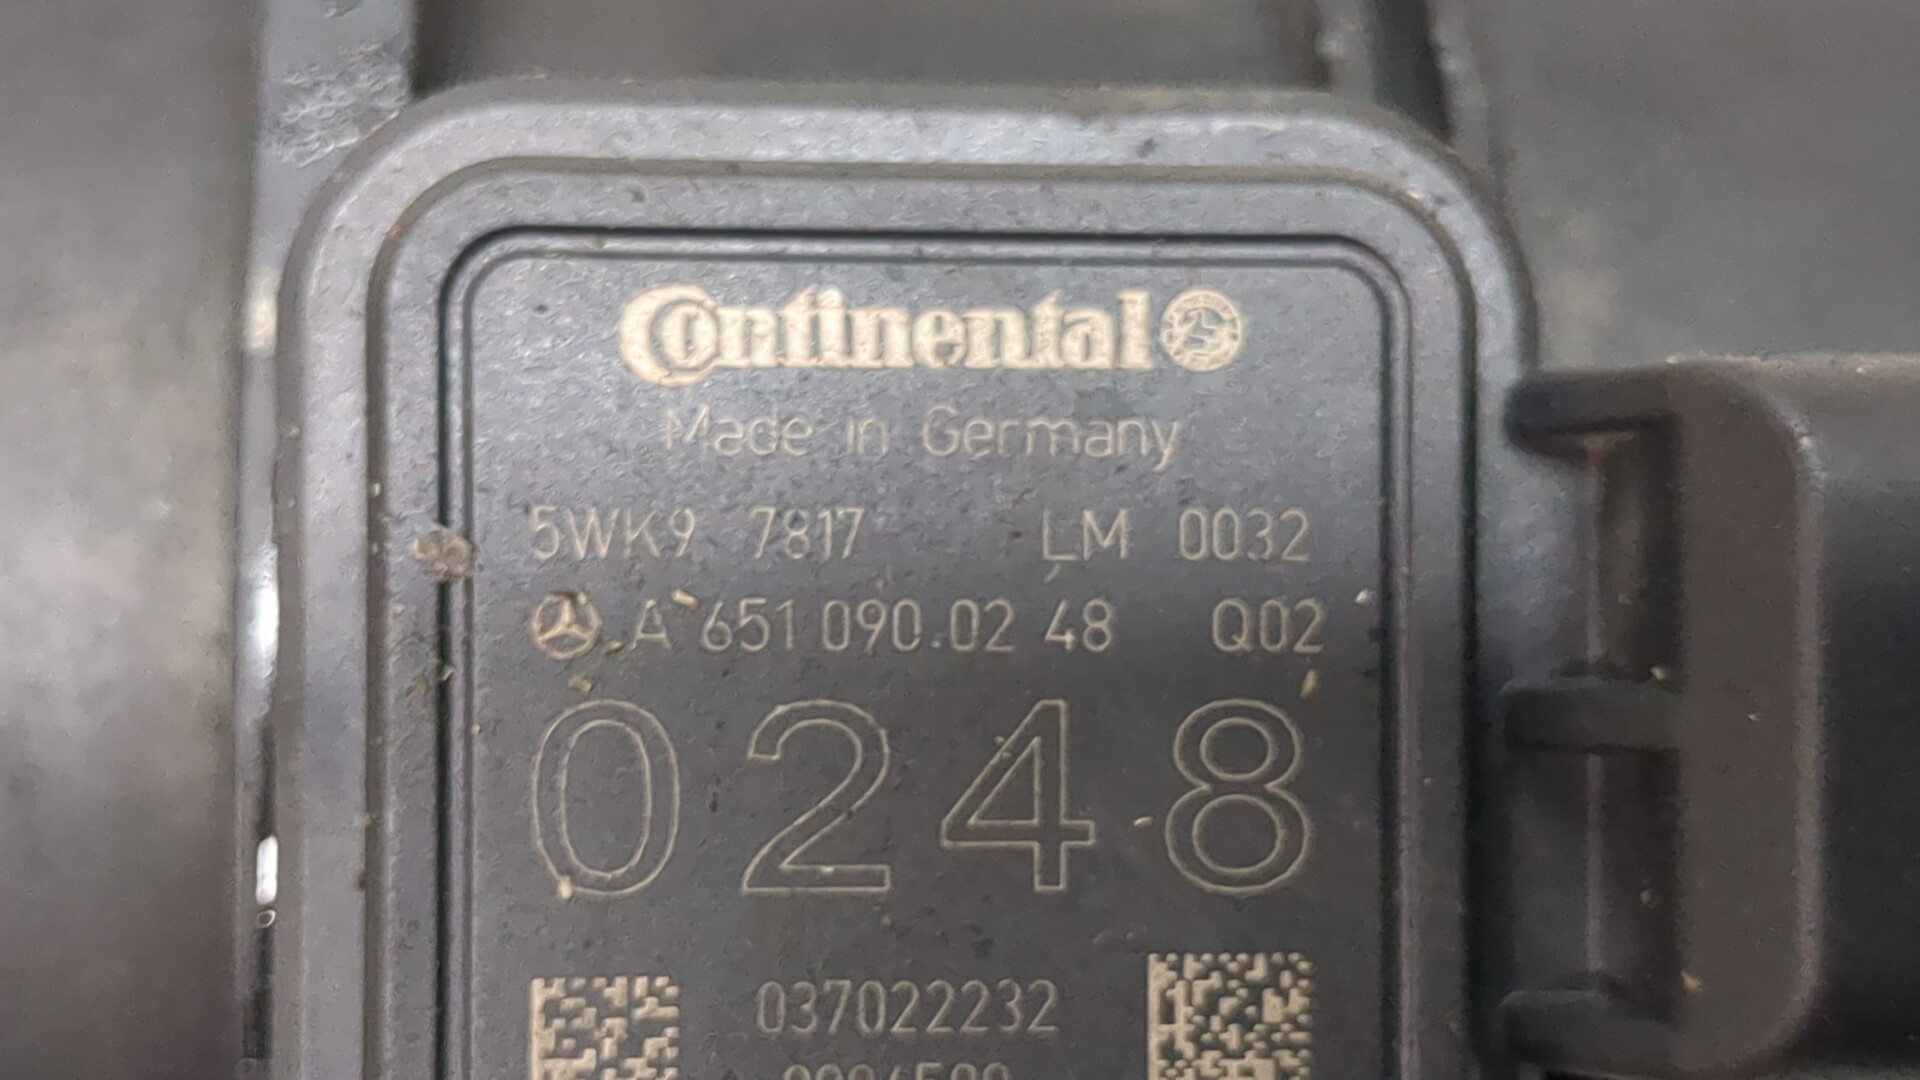 Continental
Made in Germany
5WK9 7817 LM 0032
A 651 090 02 48 Q02
0248
037022232